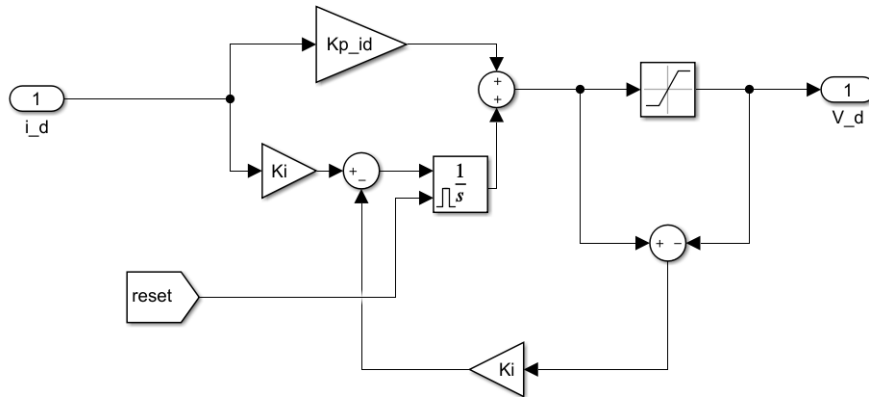 Kp_id
1
i_d
Ki
+
−
1
s
+
+
1
V_d
+ −
reset
Ki